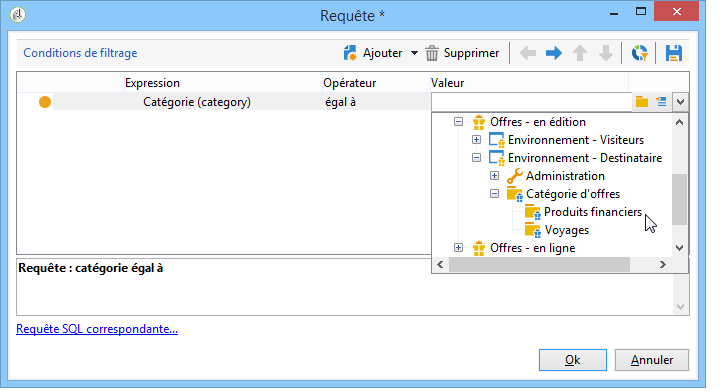 Requête *
Conditions de filtrage Ajouter Supprimer
Expression Opérateur Valeur
Catégorie (category) égal à
Offres - en édition
Environnement - Visiteurs
Environnement - Destinataire
Administration
Catégorie d'offres
Produits financiers
Voyages
Offres - en ligne
Requête : catégorie égal à
Requête SQL correspondante...
Ok Annuler